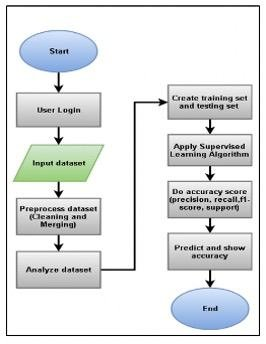 Start
User Login
Input dataset
Preprocess dataset
(Cleaning and
Merging)
Analyze dataset
Create training set
and testing set
Apply Supervised
Learning Algorithm
Do accuracy score
(precision, recall,f1-
score, support)
Predict and show
accuracy
End